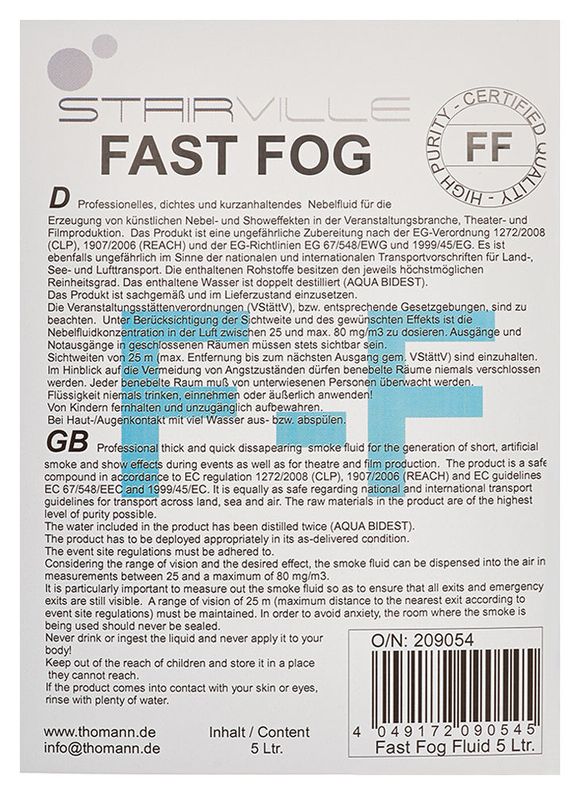 STAIRVILLE
FAST FOG
HIGH PURITY - CERTIFIED QUALITY -
FF
D Professionelles, dichtes und kurzanhaltendes Nebelfluid für die
Erzeugung von künstlichen Nebel- und Showeffekten in der Veranstaltungsbranche, Theater- und
Filmproduktion. Das Produkt ist eine ungefährliche Zubereitung nach der EG-Verordnung 1272/2008
(CLP), 1907/2006 (REACH) und der EG-Richtlinien EG 67/548/EWG und 1999/45/EG. Es ist
ebenfalls ungefährlich im Sinne der nationalen und internationalen Transportvorschriften für Land-,
See- und Lufttransport. Die enthaltenen Rohstoffe besitzen den jeweils höchstmöglichen
Reinheitsgrad. Das enthaltene Wasser ist doppelt destilliert (AQUA BIDEST).
Das Produkt ist sachgemäß und im Lieferzustand einzusetzen.
Die Veranstaltungsstättenverordnungen (VStättV), bzw. entsprechende Gesetzgebungen, sind zu
beachten. Unter Berücksichtigung der Sichtweite und des gewünschten Effekts ist die
Nebelfluidkonzentration in der Luft zwischen 25 und max. 80 mg/m3 zu dosieren. Ausgänge und
Notausgänge in geschlossenen Räumen müssen stets sichtbar sein.
Sichtweiten von 25 m (max. Entfernung bis zum nächsten Ausgang gem. VStättV) sind einzuhalten.
Im Hinblick auf die Vermeidung von Angstzuständen dürfen benebelte Räume niemals verschlossen
werden. Jeder benebelte Raum muß von unterwiesenen Personen überwacht werden.
Flüssigkeit niemals trinken, einnehmen oder äußerlich anwenden!
Von Kindern fernhalten und unzugänglich aufbewahren.
Bei Haut-/Augenkontakt mit viel Wasser aus- bzw. abspülen.
F-F
GB Professional thick and quick dissapearing smoke fluid for the generation of short, artificial
smoke and show effects during events as well as for theatre and film production. The product is a safe
compound in accordance to EC regulation 1272/2008 (CLP), 1907/2006 (REACH) and EC guidelines
EC 67/548/EEC and 1999/45/EC. It is equally as safe regarding national and international transport
guidelines for transport across land, sea and air. The raw materials in the product are of the highest
level of purity possible.
The water included in the product has been distilled twice (AQUA BIDEST).
The product has to be deployed appropriately in its as-delivered condition.
The event site regulations must be adhered to.
Considering the range of vision and the desired effect, the smoke fluid can be dispensed into the air in
measurements between 25 and a maximum of 80 mg/m3.
It is particularly important to measure out the smoke fluid so as to ensure that all exits and emergency
exits are still visible. A range of vision of 25 m (maximum distance to the nearest exit according to
event site regulations) must be maintained. In order to avoid anxiety, the room where the smoke is
being used should never be sealed.
Never drink or ingest the liquid and never apply it to your
body!
Keep out of the reach of children and store it in a place
they cannot reach.
If the product comes into contact with your skin or eyes,
rinse with plenty of water.
www.thomann.de
info@thomann.de
Inhalt / Content
5 Ltr.
O/N: 209054
4 049172 090545
Fast Fog Fluid 5 Ltr.